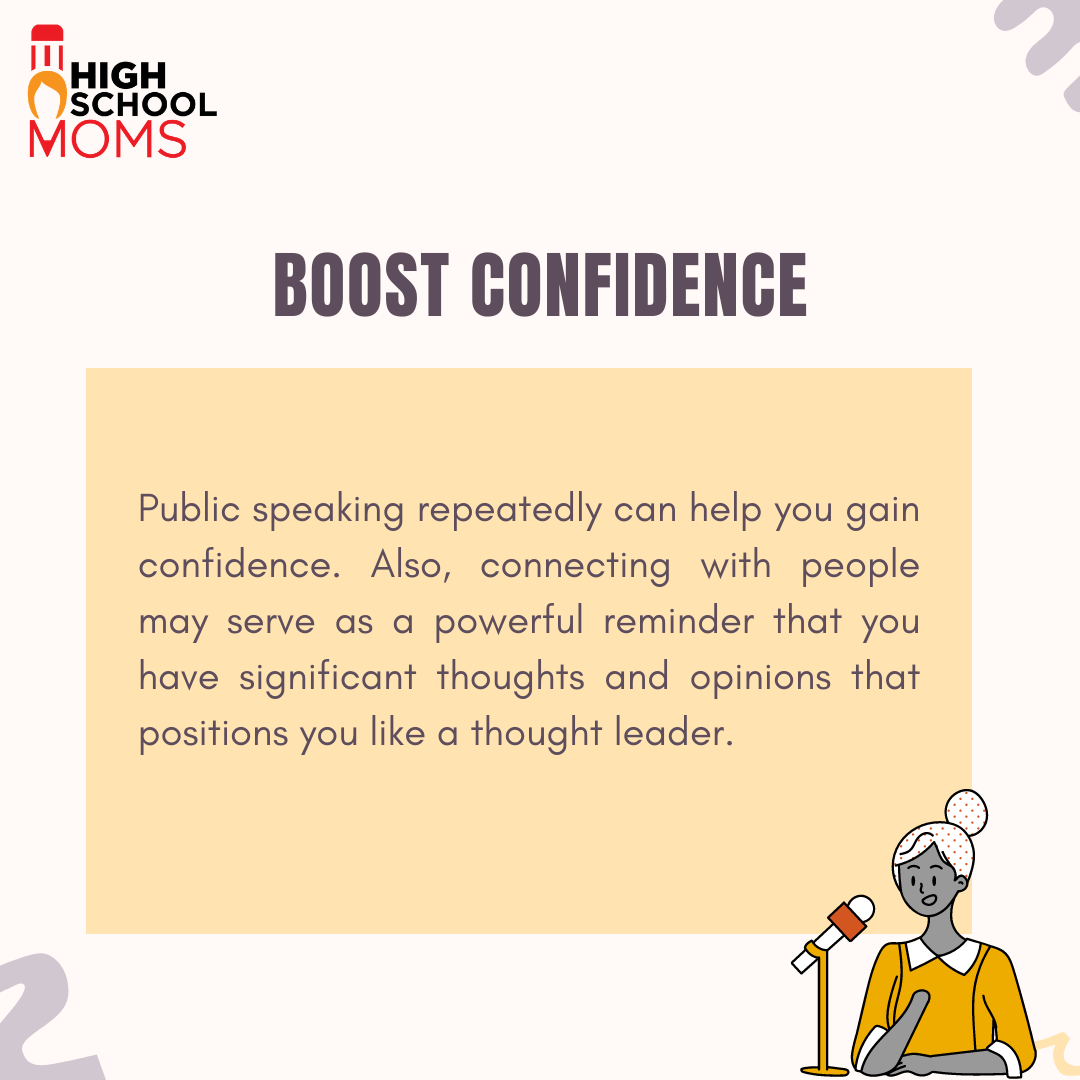 HIGH
SCHOOL
MOMS
BOOST CONFIDENCE
Public speaking repeatedly can help you gain
confidence. Also, connecting with people
may serve as a powerful reminder that you
have significant thoughts and opinions that
positions you like a thought leader.